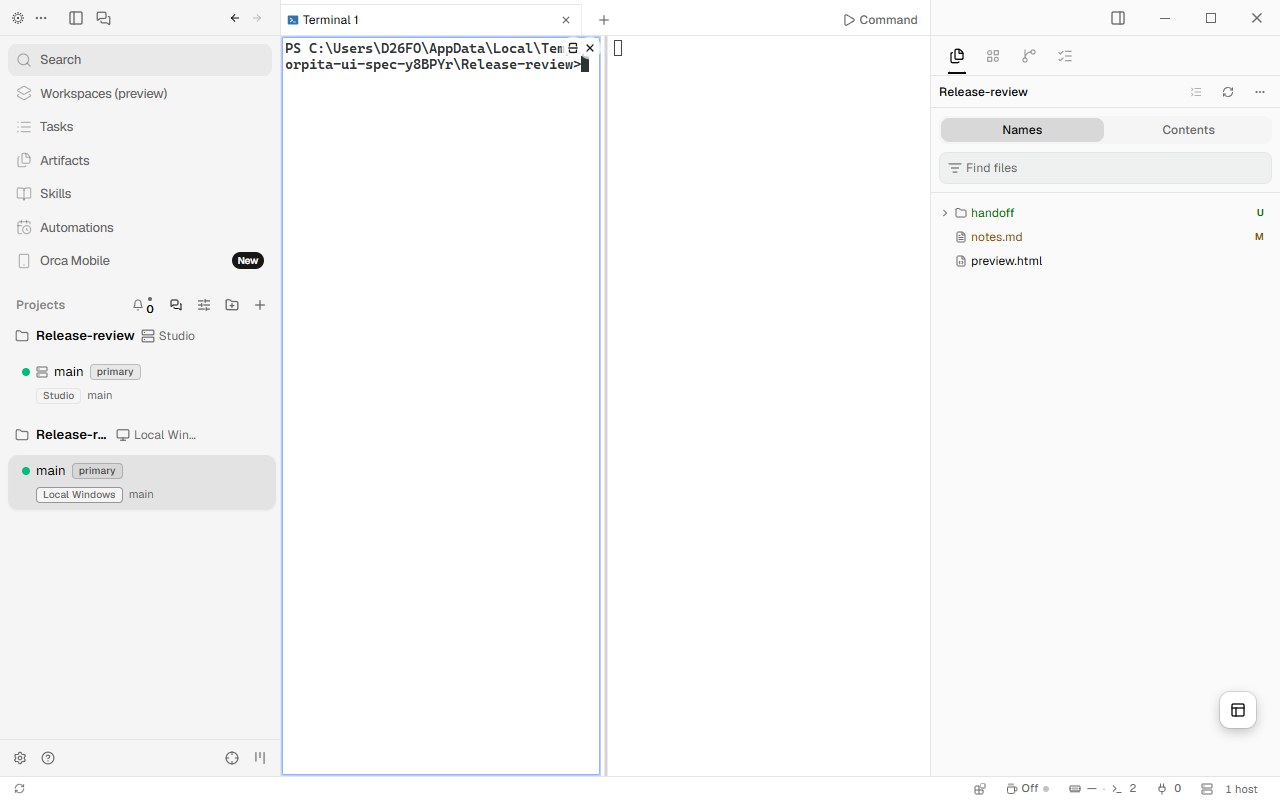 Terminal 1
Command
Search
Workspaces (preview)
Tasks
Artifacts
Skills
Automations
Orca Mobile
New
Projects
0
Release-review Studio
main primary
Studio main
Release-r... Local Win...
main primary
Local Windows main
PS C:\Users\D26FO\AppData\Local\Tem
orpita-ui-spec-y8BPYr\Release-review>
Release-review
Names
Contents
Find files
handoff U
notes.md M
preview.html
Off
2
0
1 host